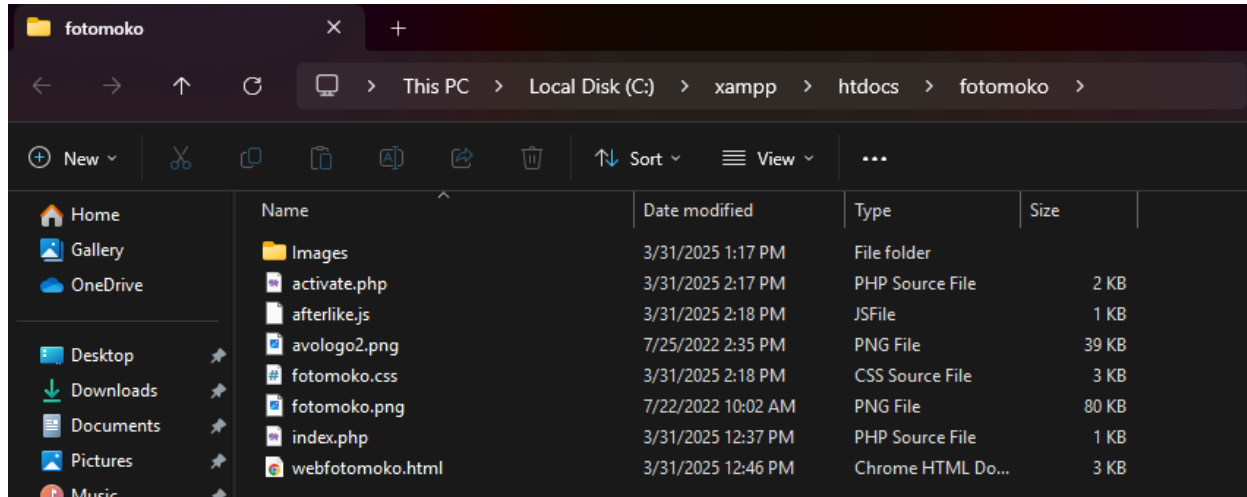 fotomoko
This PC > Local Disk (C:) > xampp > htdocs > fotomoko >
New Sort View •••
Name Date modified Type Size
Home
Gallery
OneDrive
Desktop
Downloads
Documents
Pictures
Music
Images 3/31/2025 1:17 PM File folder
activate.php 3/31/2025 2:17 PM PHP Source File 2 KB
afterlike.js 3/31/2025 2:18 PM JSFile 1 KB
avologo2.png 7/25/2022 2:35 PM PNG File 39 KB
fotomoko.css 3/31/2025 2:18 PM CSS Source File 3 KB
fotomoko.png 7/22/2022 10:02 AM PNG File 80 KB
index.php 3/31/2025 12:37 PM PHP Source File 1 KB
webfotomoko.html 3/31/2025 12:46 PM Chrome HTML Do... 3 KB